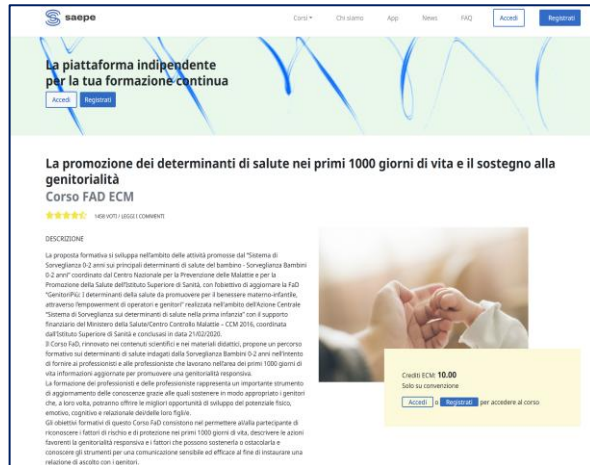 saepe
Corsi
Chi siamo
App
News
FAQ
Accedi
Registrati
La piattaforma indipendente
per la tua formazione continua
Accedi
Registrati
La promozione dei determinanti di salute nei primi 1000 giorni di vita e il sostegno alla
genitorialità
Corso FAD ECM
1459 VOTI / LEGGI I COMMENTI
DESCRIZIONE
La proposta formativa si sviluppa nell'ambito delle attività promosse dal "Sistema di
Sorveglianza 0-2 anni sui principali determinanti di salute del bambino - Sorveglianza Bambini
0-2 anni" coordinato dal Centro Nazionale per la Prevenzione delle Malattie e per la
Promozione della Salute dell'Istituto Superiore di Sanità, con l'obiettivo di aggiornare la FaD
"GenitoriPiù: I determinanti della salute da promuovere per il benessere materno-infantile,
attraverso l'empowerment di operatori e genitori" realizzata nell'ambito dell'Azione Centrale
"Sistema di Sorveglianza sui determinanti di salute nella prima infanzia" con il supporto
finanziario del Ministero della Salute/Centro Controllo Malattie – CCM 2016, coordinata
dall'Istituto Superiore di Sanità e conclusasi in data 21/02/2020.
Il Corso FaD, rinnovato nei contenuti scientifici e nei materiali didattici, propone un percorso
formativo sui determinanti di salute indagati dalla Sorveglianza Bambini 0-2 anni nell'intento
di fornire ai professionisti e alle professioniste che lavorano nell'area dei primi 1000 giorni di
vita informazioni aggiornate per promuovere una genitorialità responsiva.
La formazione dei professionisti e delle professioniste rappresenta un importante strumento
di aggiornamento delle conoscenze grazie alle quali sostenere in modo appropriato i genitori
che, a loro volta, potranno offrire le migliori opportunità di sviluppo del potenziale fisico,
emotivo, cognitivo e relazionale dei/delle loro figli/e.
Gli obiettivi formativi di questo Corso FaD consistono nel permettere al/alla partecipante di
riconoscere i fattori di rischio e di protezione nei primi 1000 giorni di vita, descrivere le azioni
favorenti la genitorialità responsiva e i fattori che possono sostenerla o ostacolarla e
conoscere gli strumenti per una comunicazione sensibile ed efficace al fine di instaurare una
relazione di ascolto con i genitori.
Crediti ECM: 10.00
Solo su convenzione
Accedi o Registrati per accedere al corso